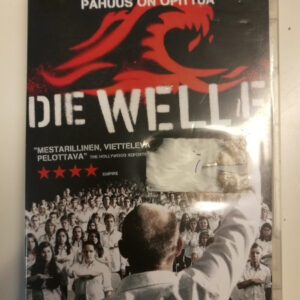 PAHUUS ON OPITTUA
DIE WELLE
"MESTARILLINEN, VIETTELEVÄ
PELOTTAVA" THE HOLLYWOOD REPORTER
★★★★ EMPIRE